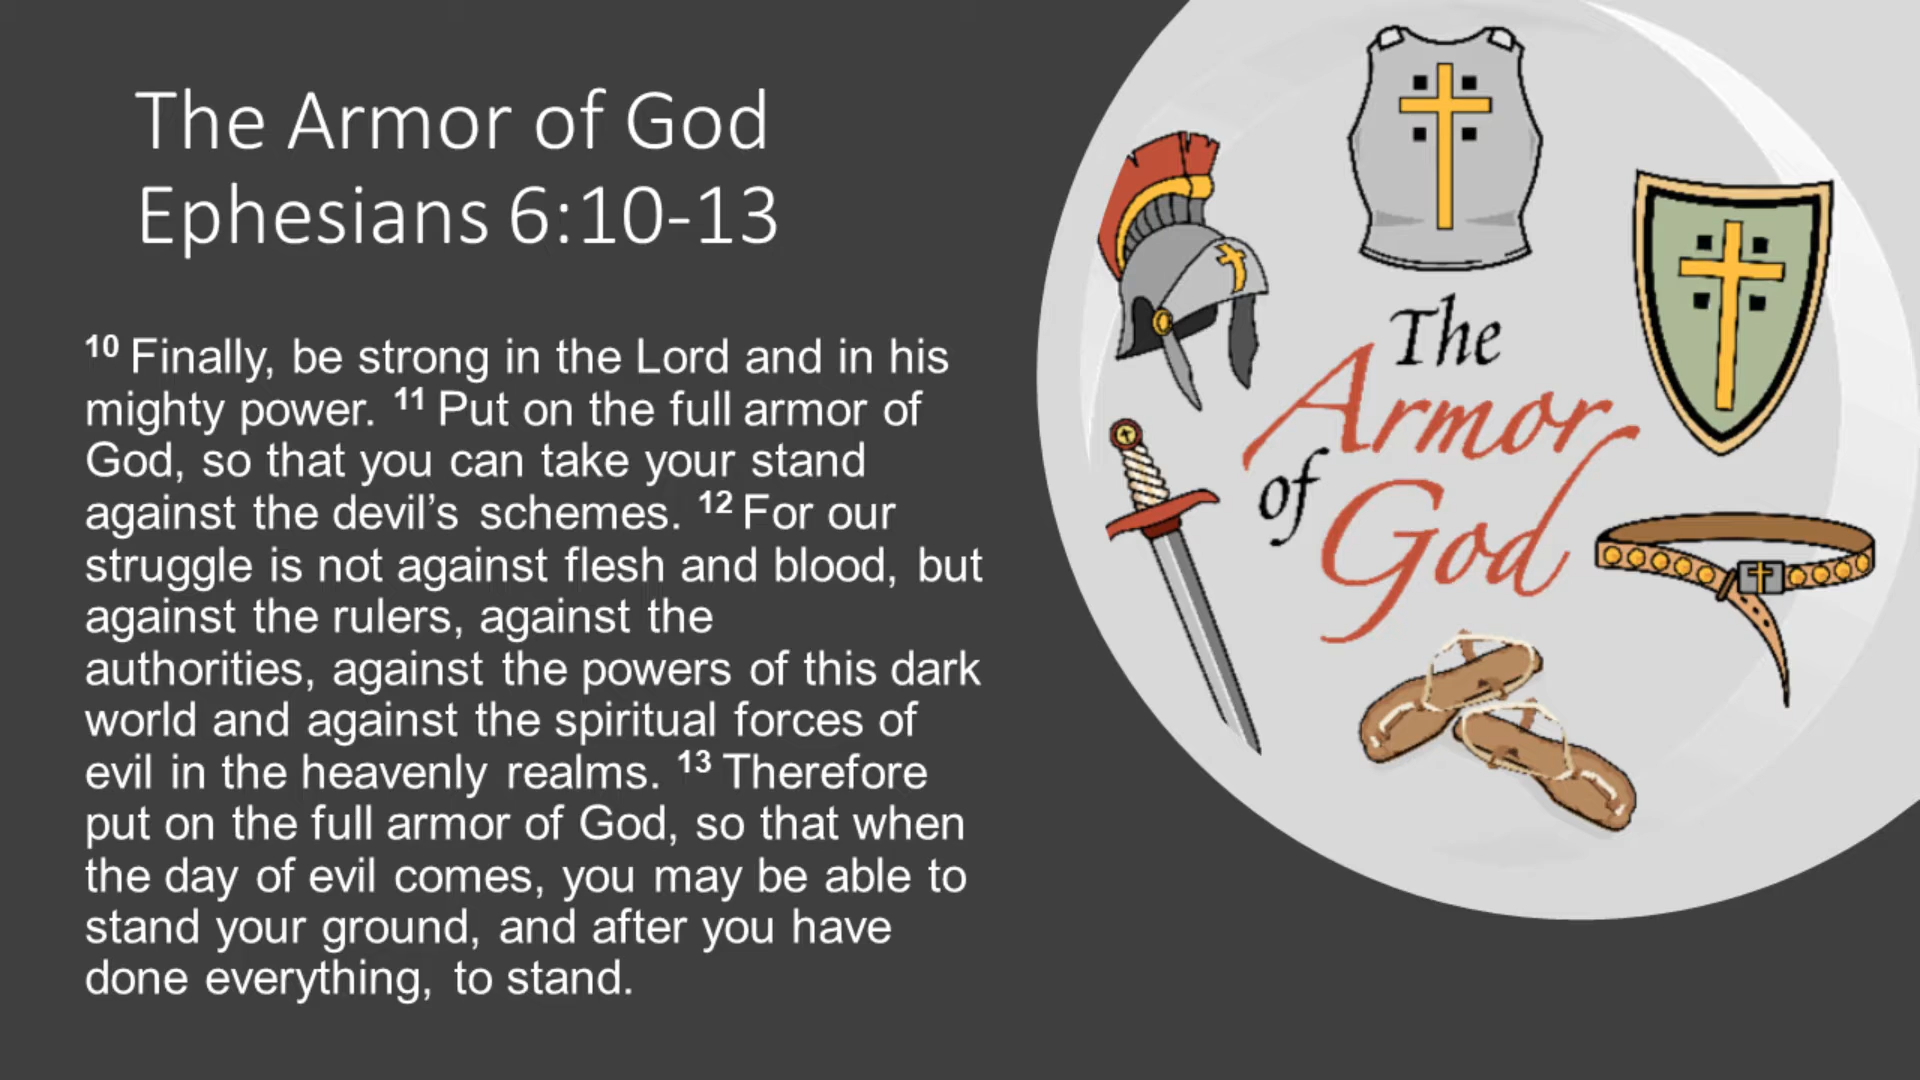 The Armor of God
Ephesians 6:10-13
10 Finally, be strong in the Lord and in his
mighty power. 11 Put on the full armor of
God, so that you can take your stand
against the devil’s schemes. 12 For our
struggle is not against flesh and blood, but
against the rulers, against the
authorities, against the powers of this dark
world and against the spiritual forces of
evil in the heavenly realms. 13 Therefore
put on the full armor of God, so that when
the day of evil comes, you may be able to
stand your ground, and after you have
done everything, to stand.
The
Armor
of
God